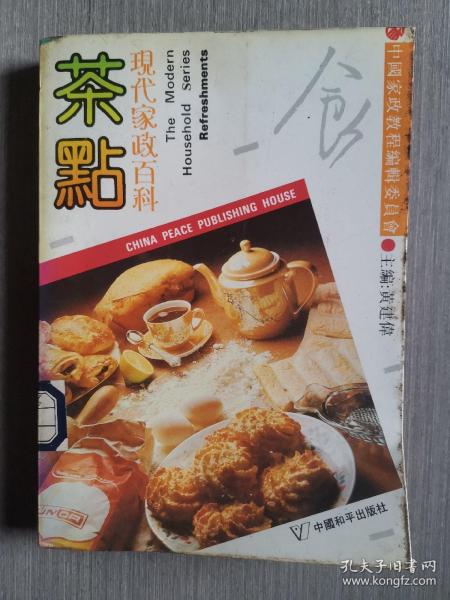 茶點
現代家政百科
The Modern
Household Series
Refreshments
食
中國家政教程編輯委員會
主編:黄建偉
CHINA PEACE PUBLISHING HOUSE
中國和平出版社
孔夫子旧书网
www.kongfz.com